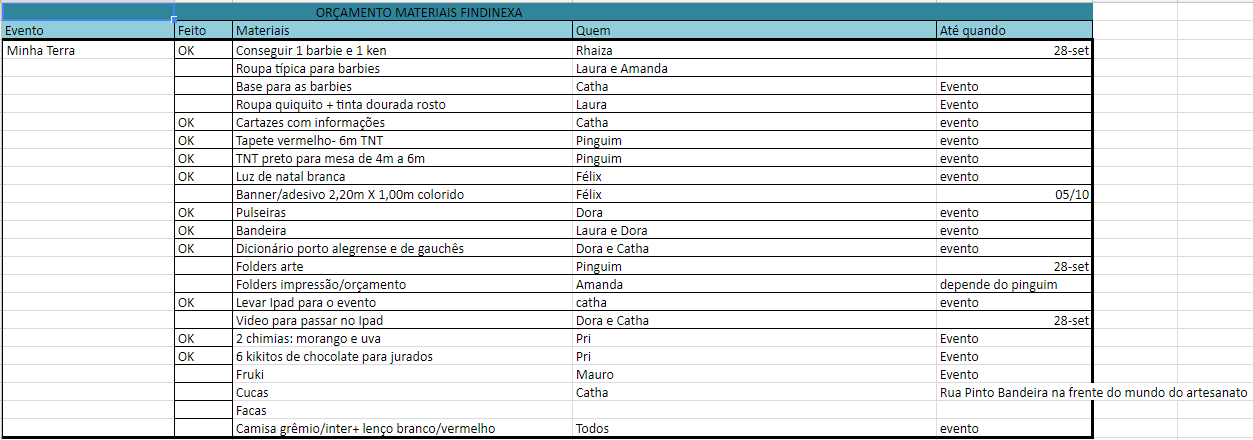 ORÇAMENTO MATERIAIS FINDINEXA
Evento Feito Materiais Quem Até quando
Minha Terra OK Conseguir 1 barbie e 1 ken Rhaiza 28-set
Roupa típica para barbies Laura e Amanda
Base para as barbies Catha Evento
Roupa quiquito + tinta dourada rosto Laura Evento
OK Cartazes com informações Catha evento
OK Tapete vermelho- 6m TNT Pinguim evento
OK TNT preto para mesa de 4m a 6m Pinguim evento
OK Luz de natal branca Félix evento
Banner/adesivo 2,20m X 1,00m colorido Félix 05/10
OK Pulseiras Dora evento
OK Bandeira Laura e Dora evento
OK Dicionário porto alegrense e de gauchês Dora e Catha evento
Folders arte Pinguim 28-set
Folders impressão/orçamento Amanda depende do pinguim
OK Levar Ipad para o evento catha evento
Video para passar no Ipad Dora e Catha 28-set
OK 2 chimias: morango e uva Pri Evento
OK 6 kikitos de chocolate para jurados Pri Evento
Fruki Mauro Evento
Cucas Catha Rua Pinto Bandeira na frente do mundo do artesanato
Facas
Camisa grêmio/inter+ lenço branco/vermelho Todos evento